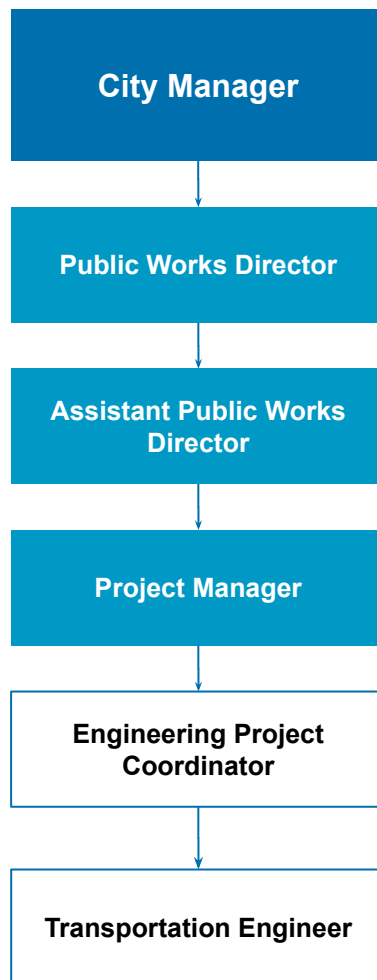 City Manager
Public Works Director
Assistant Public Works
Director
Project Manager
Engineering Project
Coordinator
Transportation Engineer